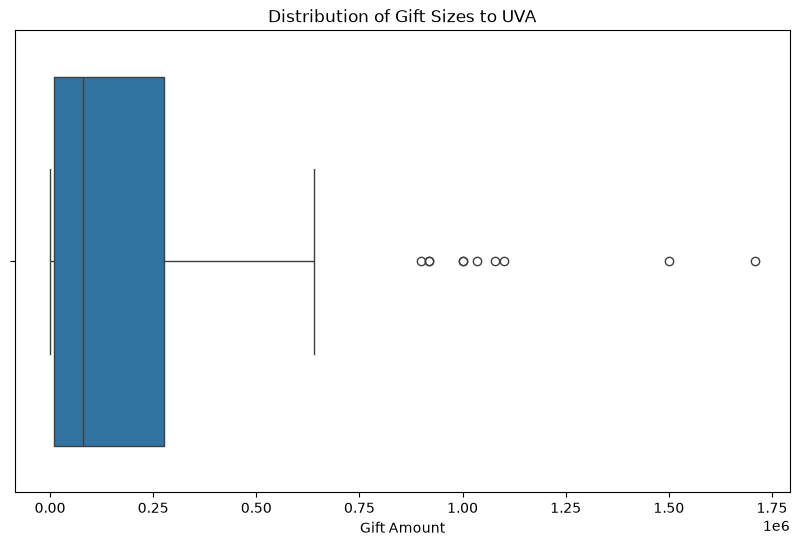 Distribution of Gift Sizes to UVA
0.00 0.25 0.50 0.75 1.00 1.25 1.50 1.75
1e6
Gift Amount